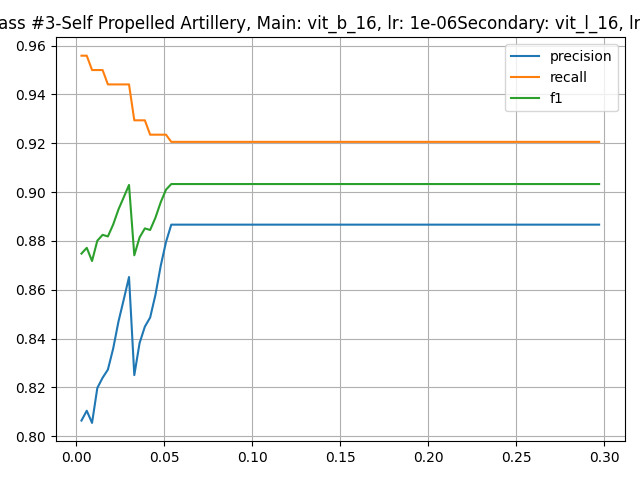 ass #3-Self Propelled Artillery, Main: vit_b_16, lr: 1e-06Secondary: vit_l_16, lr
precision
recall
f1
0.96
0.94
0.92
0.90
0.88
0.86
0.84
0.82
0.80
0.00 0.05 0.10 0.15 0.20 0.25 0.30